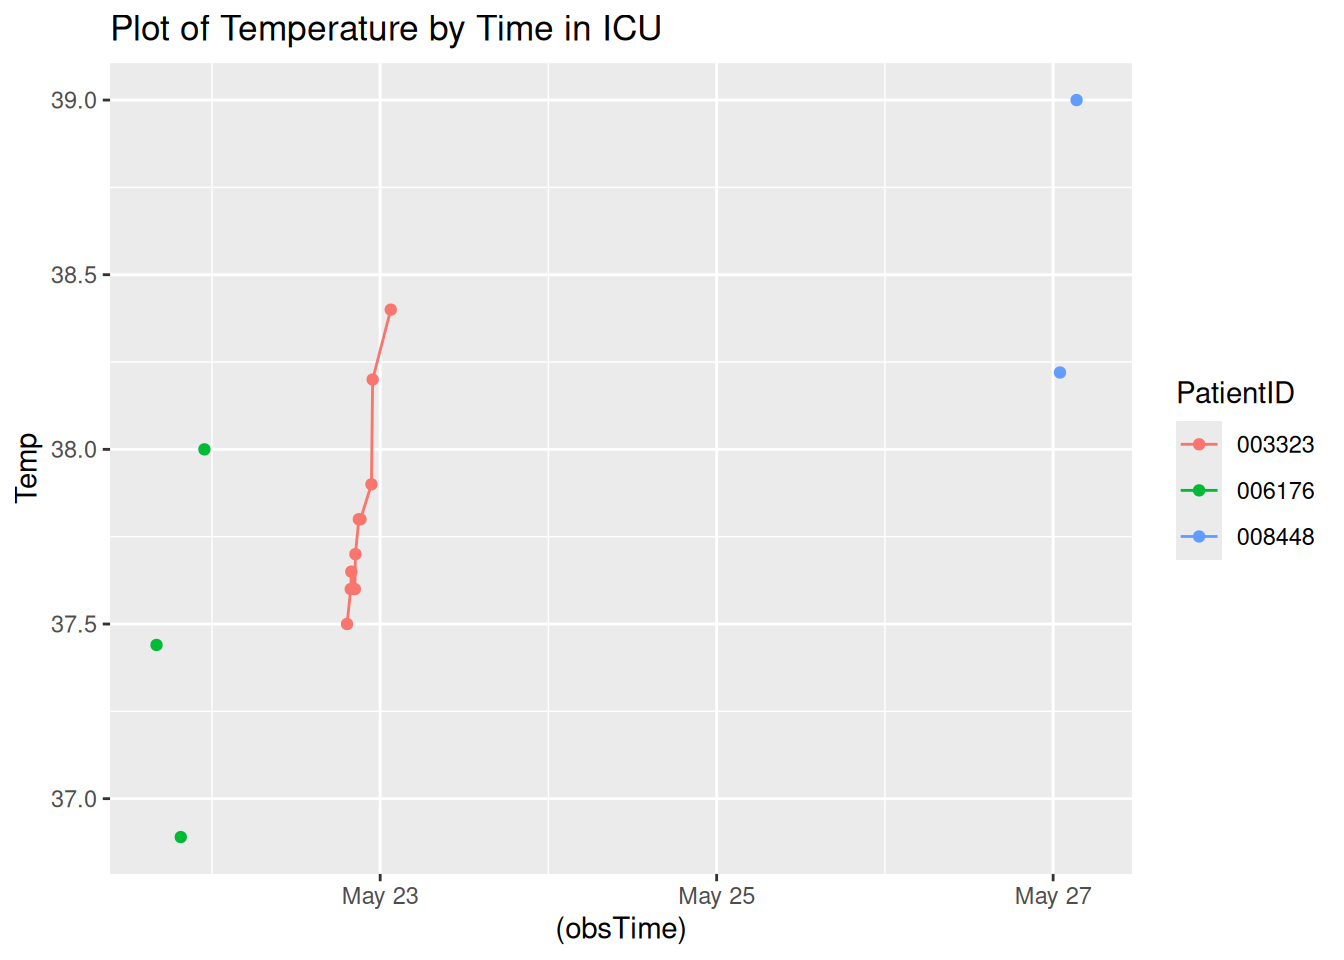 Plot of Temperature by Time in ICU
39.0
38.5
38.0
37.5
37.0
Temp
May 23
May 25
May 27
(obsTime)
PatientID
003323
006176
008448